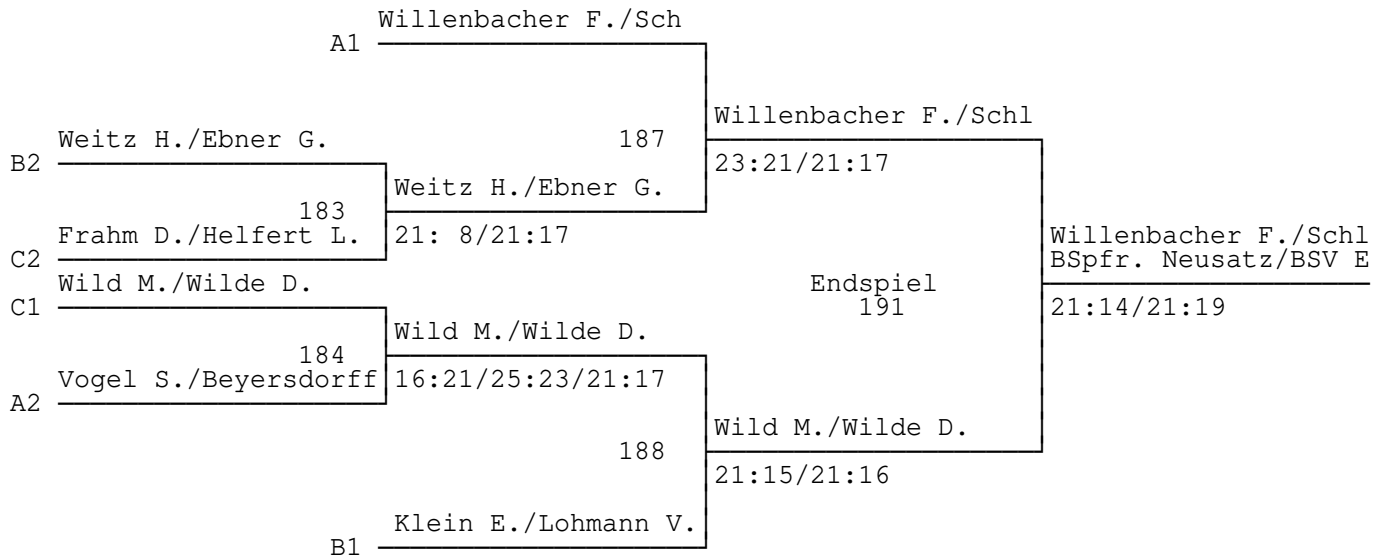 Willenbacher F./Sch
A1
Willenbacher F./Schl
Weitz H./Ebner G.
187
B2
23:21/21:17
Weitz H./Ebner G.
183
Frahm D./Helfert L.
21: 8/21:17
Willenbacher F./Schl
C2
BSpfr. Neusatz/BSV E
Wild M./Wilde D.
Endspiel
C1
191
21:14/21:19
Wild M./Wilde D.
184
Vogel S./Beyersdorff
16:21/25:23/21:17
A2
Wild M./Wilde D.
188
21:15/21:16
Klein E./Lohmann V.
B1